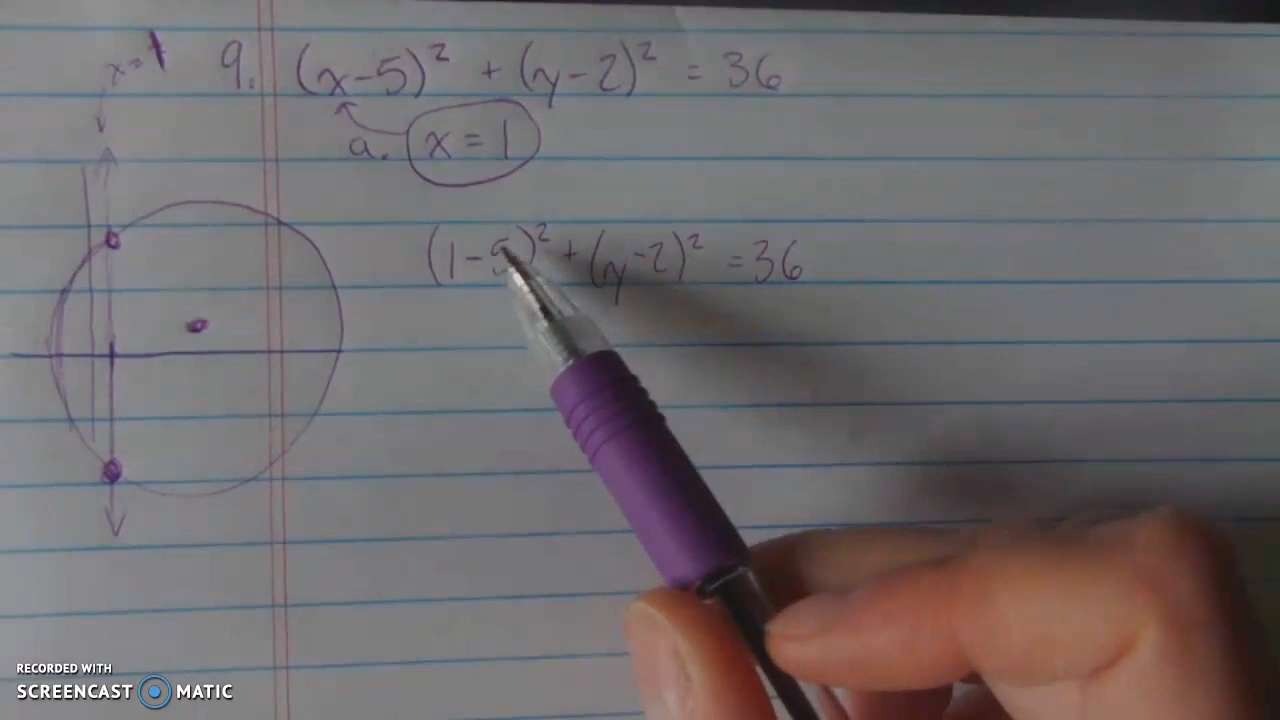 x=1
9. (x-5)² + (y-2)² = 36
a. x = 1
(1-5)² + (y-2)² = 36
RECORDED WITH
SCREENCAST MATIC